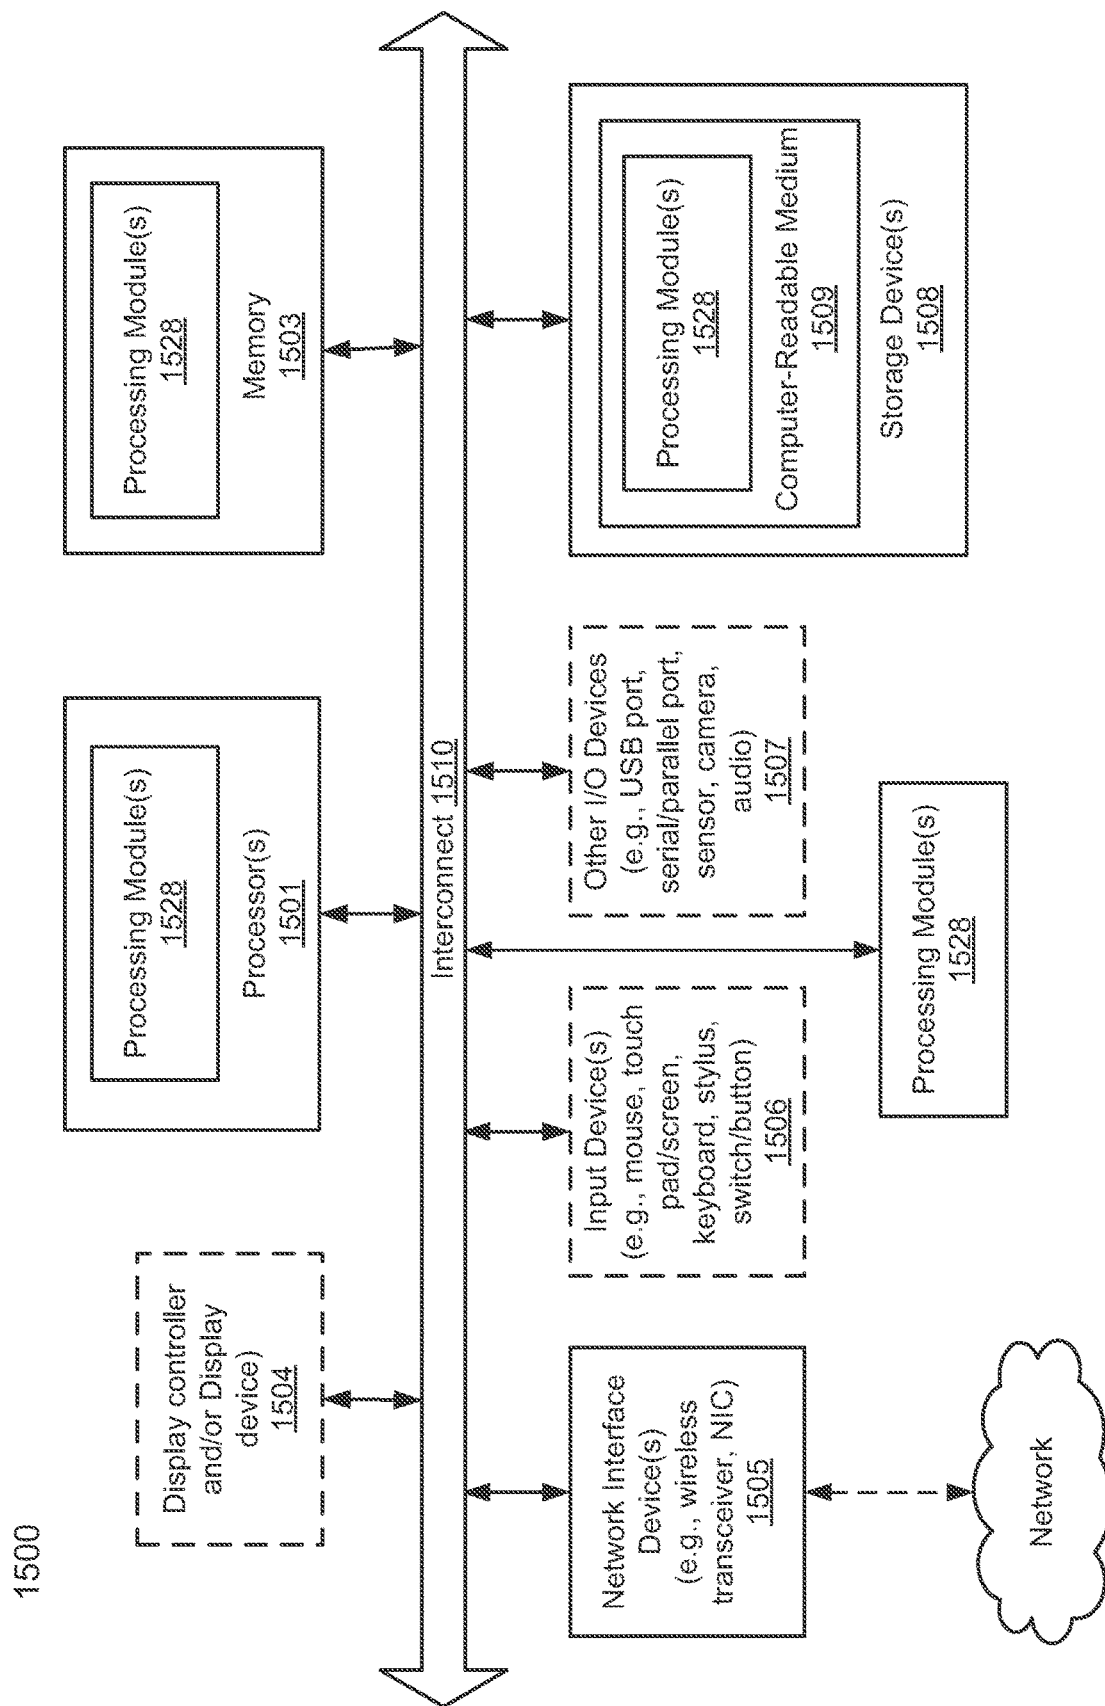 1500
Display controller
and/or Display
device)
1504
Processing Module(s)
1528
Processor(s)
1501
Processing Module(s)
1528
Memory
1503
Interconnect 1510
Network Interface
Device(s)
(e.g., wireless
transceiver, NIC)
1505
Input Device(s)
(e.g., mouse, touch
pad/screen,
keyboard, stylus,
switch/button)
1506
Other I/O Devices
(e.g., USB port,
serial/parallel port,
sensor, camera,
audio)
1507
Processing Module(s)
1528
Computer-Readable Medium
1509
Storage Device(s)
1508
Processing Module(s)
1528
Network